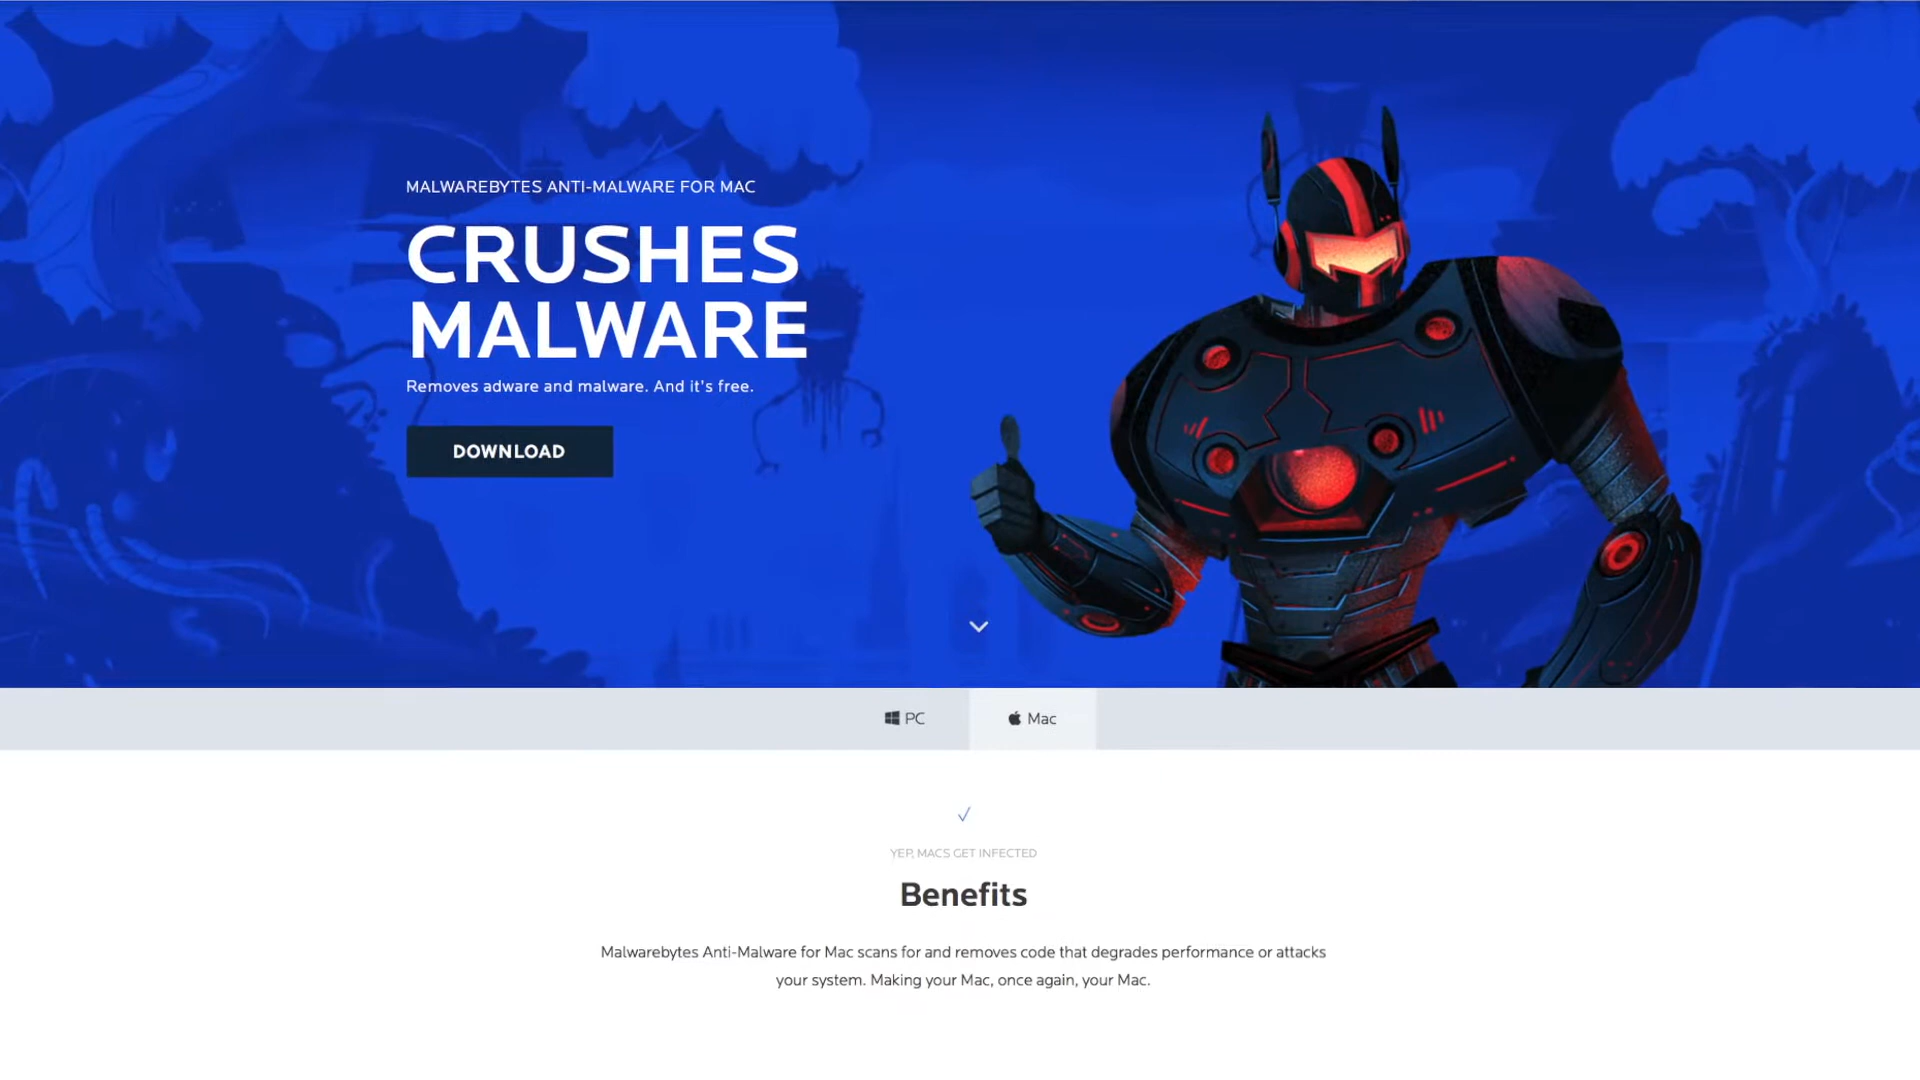 MALWAREBYTES ANTI-MALWARE FOR MAC
CRUSHES
MALWARE
Removes adware and malware. And it's free.
DOWNLOAD
PC
Mac
YEP, MACS GET INFECTED
Benefits
Malwarebytes Anti-Malware for Mac scans for and removes code that degrades performance or attacks
your system. Making your Mac, once again, your Mac.